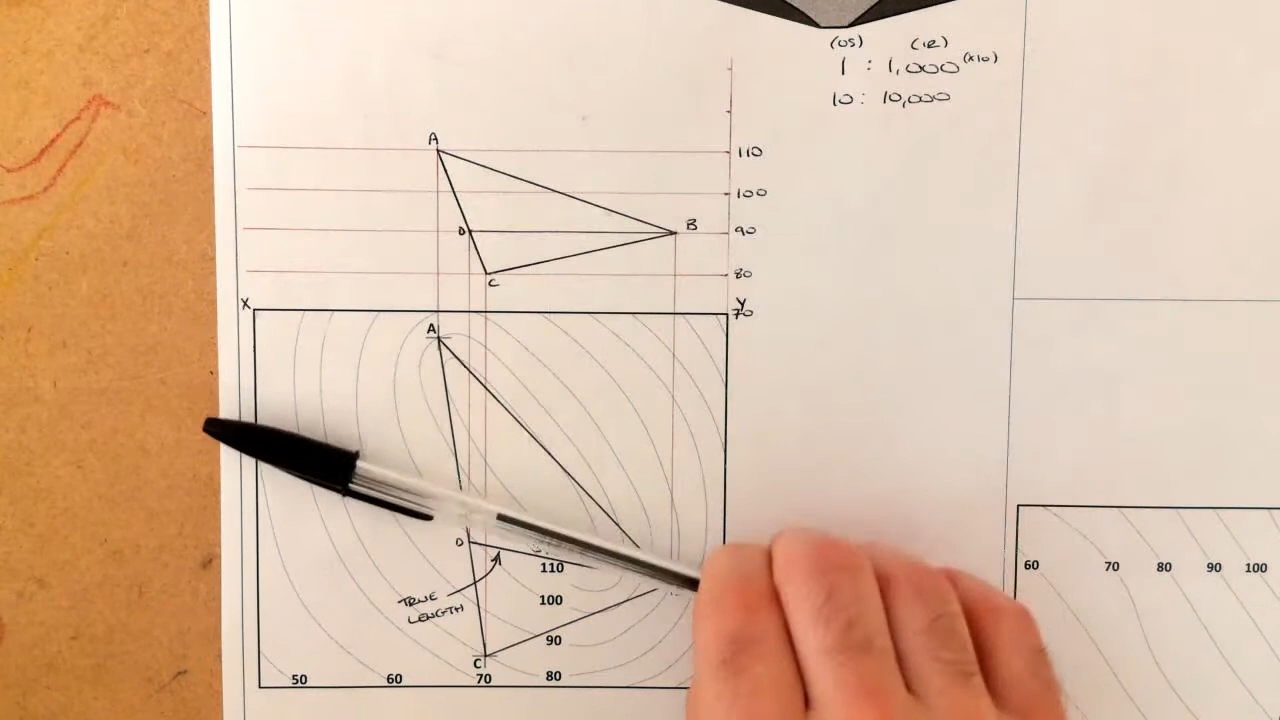 (OS) (IR)
1 : 1,000 (x10)
10 : 10,000
A
110
100
B
D
90
80
C
X
Y
70
A
D
110
TRUE
LENGTH
100
90
C
50
60
70
80
60
70
80
90
100